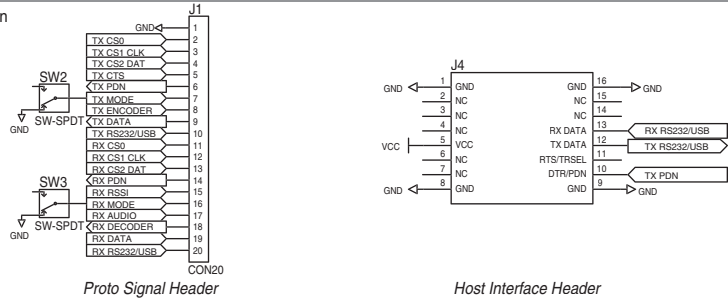 n
J1
GND 1
TX CS0 2
TX CS1 CLK 3
TX CS2 DAT 4
TX CTS 5
TX PDN 6
TX MODE 7
TX ENCODER 8
TX DATA 9
TX RS232/USB 10
RX CS0 11
RX CS1 CLK 12
RX CS2 DAT 13
RX PDN 14
RX RSSI 15
RX MODE 16
RX AUDIO 17
RX DECODER 18
RX DATA 19
RX RS232/USB 20
CON20
SW2
SW-SPDT
GND
SW3
SW-SPDT
GND
Proto Signal Header
J4
GND 1 GND GND 16 GND
2 NC NC 15
3 NC NC 14
4 NC RX DATA 13 RX RS232/USB
VCC 5 VCC TX DATA 12 TX RS232/USB
6 NC RTS/TRSEL 11
7 NC DTR/PDN 10 TX PDN
GND 8 GND GND 9 GND
Host Interface Header